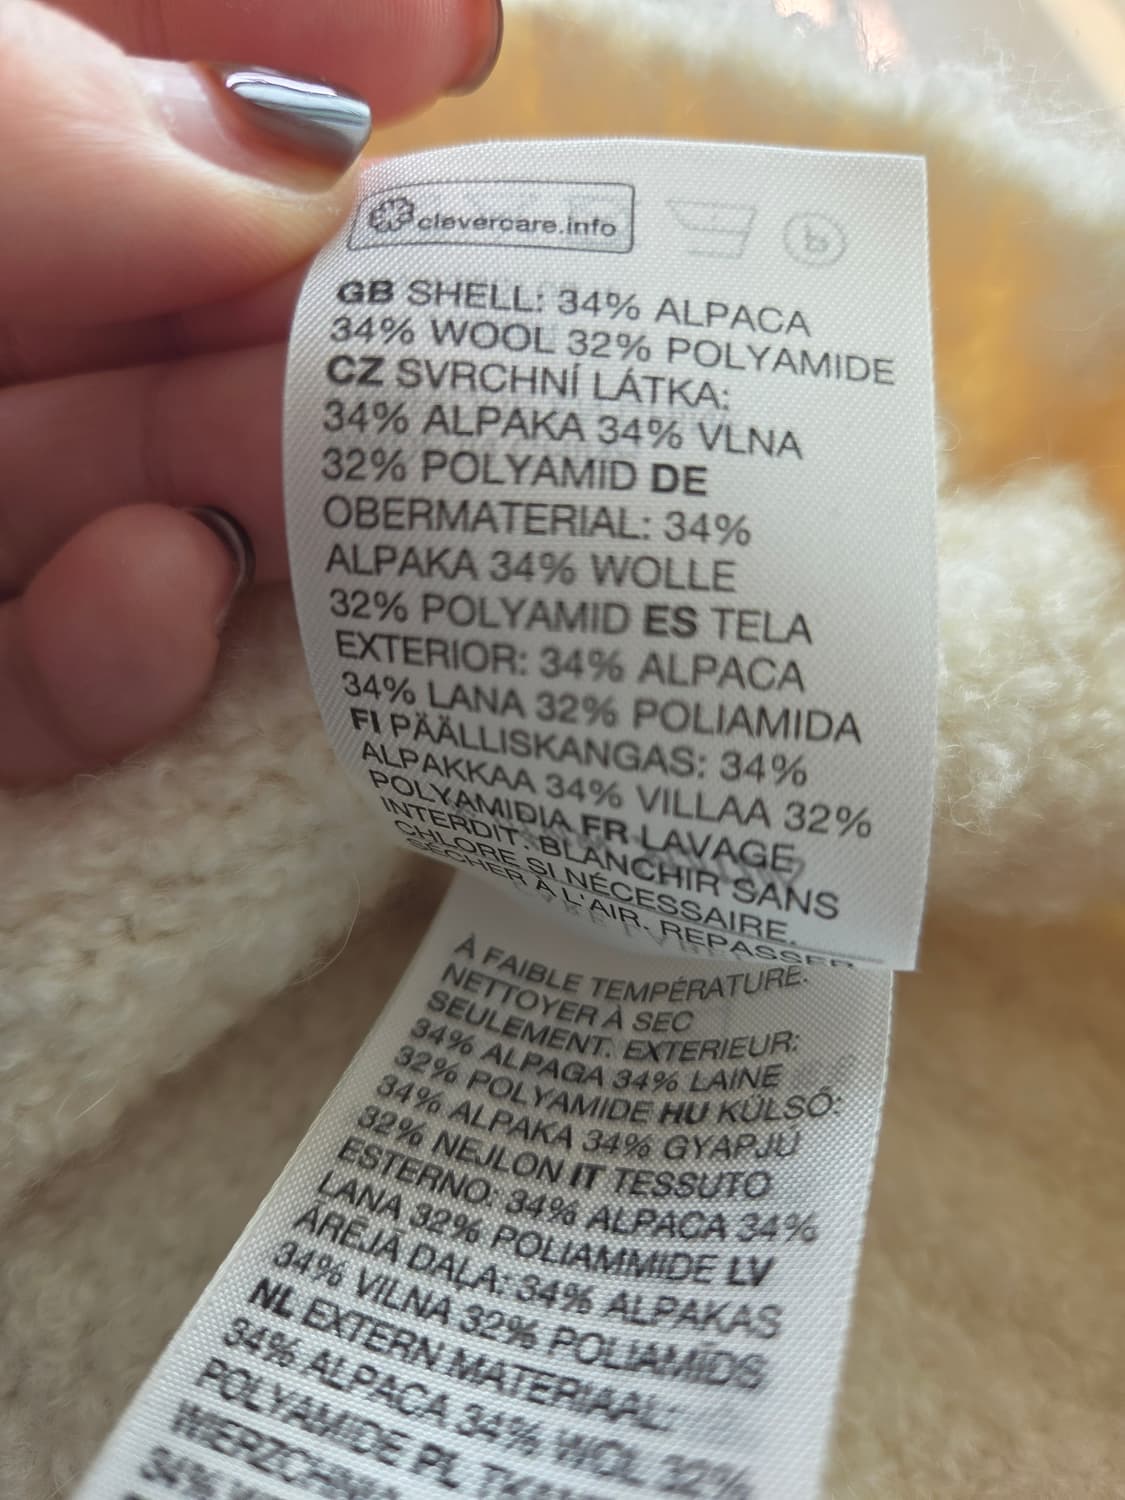 clevercare.info
GB SHELL: 34% ALPACA
34% WOOL 32% POLYAMIDE
CZ SVRCHNÍ LÁTKA:
34% ALPAKA 34% VLNA
32% POLYAMID DE
OBERMATERIAL: 34%
ALPAKA 34% WOLLE
32% POLYAMID ES TELA
EXTERIOR: 34% ALPACA
34% LANA 32% POLIAMIDA
FI PÄÄLLISKANGAS: 34%
ALPAKKAA 34% VILLAA 32%
POLYAMIDIA FR LAVAGE
INTERDIT. BLANCHIR SANS
CHLORE SI NÉCESSAIRE.
SÉCHER À L'AIR. REPASSER
À FAIBLE TEMPÉRATURE.
NETTOYER À SEC
SEULEMENT. EXTERIEUR:
34% ALPAGA 34% LAINE
32% POLYAMIDE HU KÜLSŐ:
34% ALPAKA 34% GYAPJÚ
32% NEJLON IT TESSUTO
ESTERNO: 34% ALPACA 34%
LANA 32% POLIAMMIDE LV
ĀRĒJĀ DAĻA: 34% ALPAKAS
34% VILNA 32% POLIAMĪDS
NL EXTERN MATERIAAL:
34% ALPACA 34% WOL 32%
POLYAMIDE PL
34%